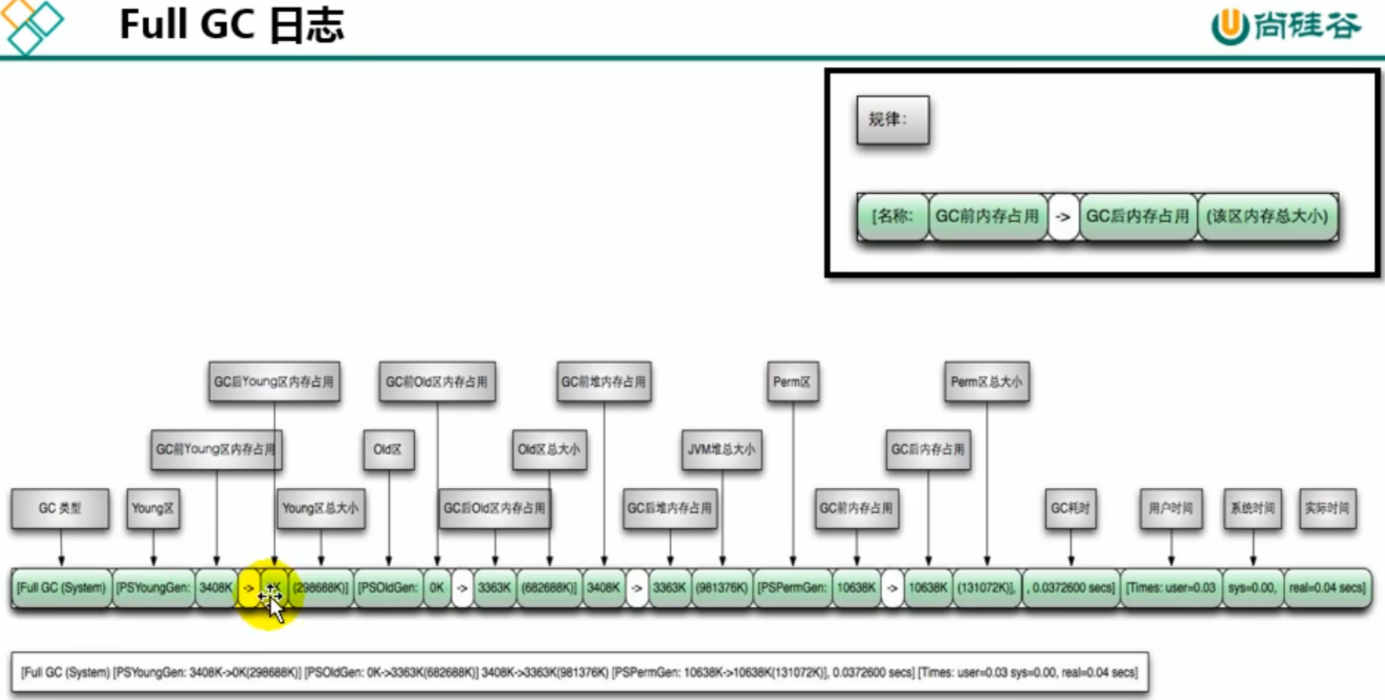 Full GC 日志
尚硅谷
规律：
[名称: GC前内存占用 -> GC后内存占用 (该区内存总大小)
GC后Young区内存占用 GC前Old区内存占用 GC前堆内存占用 Perm区 Perm区总大小
GC前Young区内存占用 Old区 Old区总大小 JVM堆总大小 GC后内存占用
GC 类型 Young区 Young区总大小 GC后Old区内存占用 GC后堆内存占用 GC前内存占用 GC耗时 用户时间 系统时间 实际时间
[Full GC (System) [PSYoungGen: 3408K -> (298688K)] [PSOldGen: 0K -> 3363K (682688K)] 3408K -> 3363K (981376K) [PSPermGen: 10638K -> 10638K (131072K)], , 0.0372600 secs] [Times: user=0.03 sys=0.00, real=0.04 secs]
[Full GC (System) [PSYoungGen: 3408K->0K(298688K)] [PSOldGen: 0K->3363K(682688K)] 3408K->3363K(981376K) [PSPermGen: 10638K->10638K(131072K)], 0.0372600 secs] [Times: user=0.03 sys=0.00, real=0.04 secs]